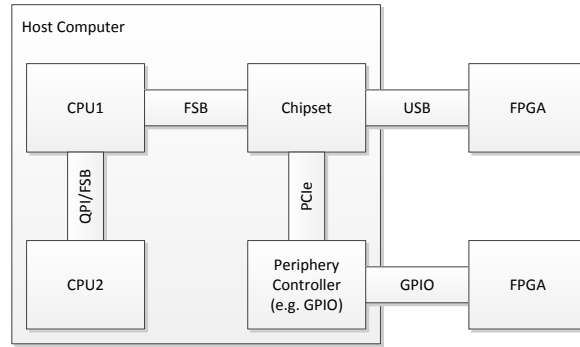 Host Computer
CPU1
FSB
Chipset
USB
FPGA
QPI/FSB
PCIe
CPU2
Periphery
Controller
(e.g. GPIO)
GPIO
FPGA